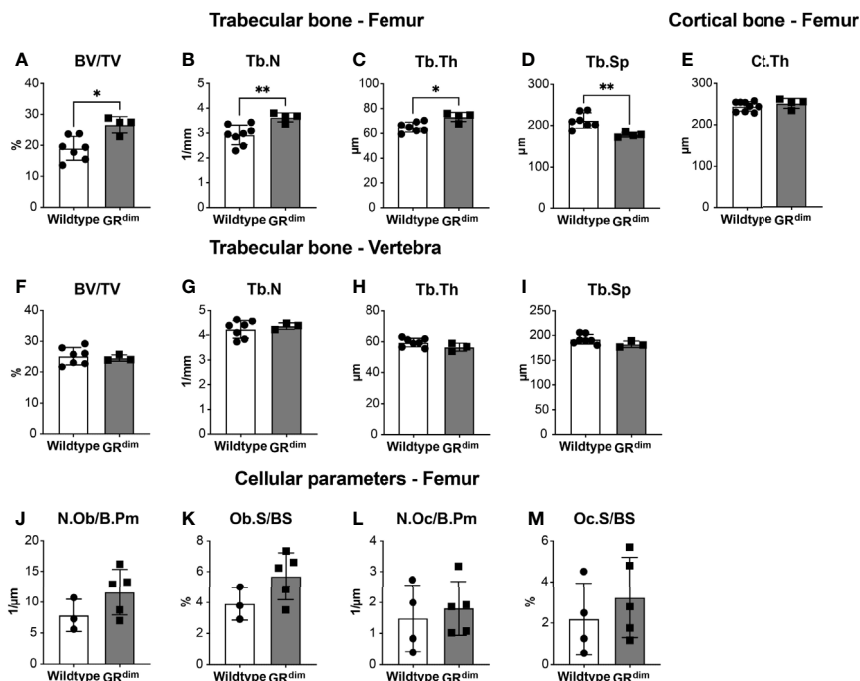 Trabecular bone - Femur
Cortical bone - Femur
A
BV/TV
*
%
40
30
20
10
0
Wildtype GRdim
B
Tb.N
**
1/mm
5
4
3
2
1
0
Wildtype GRdim
C
Tb.Th
*
µm
100
80
60
40
20
0
Wildtype GRdim
D
Tb.Sp
**
µm
300
200
100
0
Wildtype GRdim
E
Ct.Th
µm
300
200
100
0
Wildtype GRdim
Trabecular bone - Vertebra
F
BV/TV
%
40
30
20
10
0
Wildtype GRdim
G
Tb.N
1/mm
5
4
3
2
1
0
Wildtype GRdim
H
Tb.Th
µm
80
60
40
20
0
Wildtype GRdim
I
Tb.Sp
µm
250
200
150
100
50
0
Wildtype GRdim
Cellular parameters - Femur
J
N.Ob/B.Pm
1/µm
20
15
10
5
0
Wildtype GRdim
K
Ob.S/BS
%
8
6
4
2
0
Wildtype GRdim
L
N.Oc/B.Pm
1/µm
4
3
2
1
0
Wildtype GRdim
M
Oc.S/BS
%
6
4
2
0
Wildtype GRdim